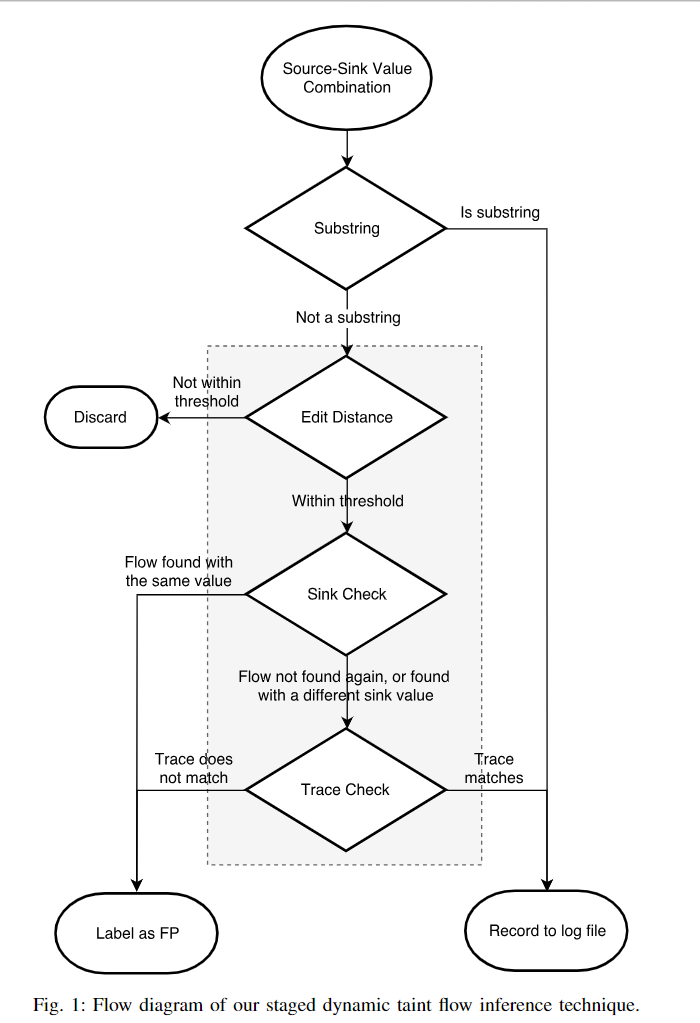 Source-Sink Value
Combination
Substring
Is substring
Not a substring
Not within
threshold
Discard
Edit Distance
Within threshold
Flow found with
the same value
Sink Check
Flow not found again, or found
with a different sink value
Trace does
not match
Trace Check
Trace
matches
Label as FP
Record to log file
Fig. 1: Flow diagram of our staged dynamic taint flow inference technique.